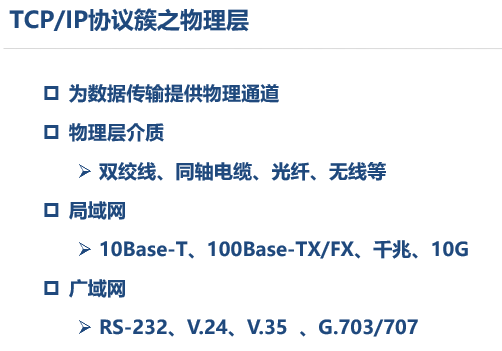 TCP/IP协议簇之物理层
为数据传输提供物理通道
物理层介质
双绞线、同轴电缆、光纤、无线等
局域网
10Base-T、100Base-TX/FX、千兆、10G
广域网
RS-232、V.24、V.35 、G.703/707